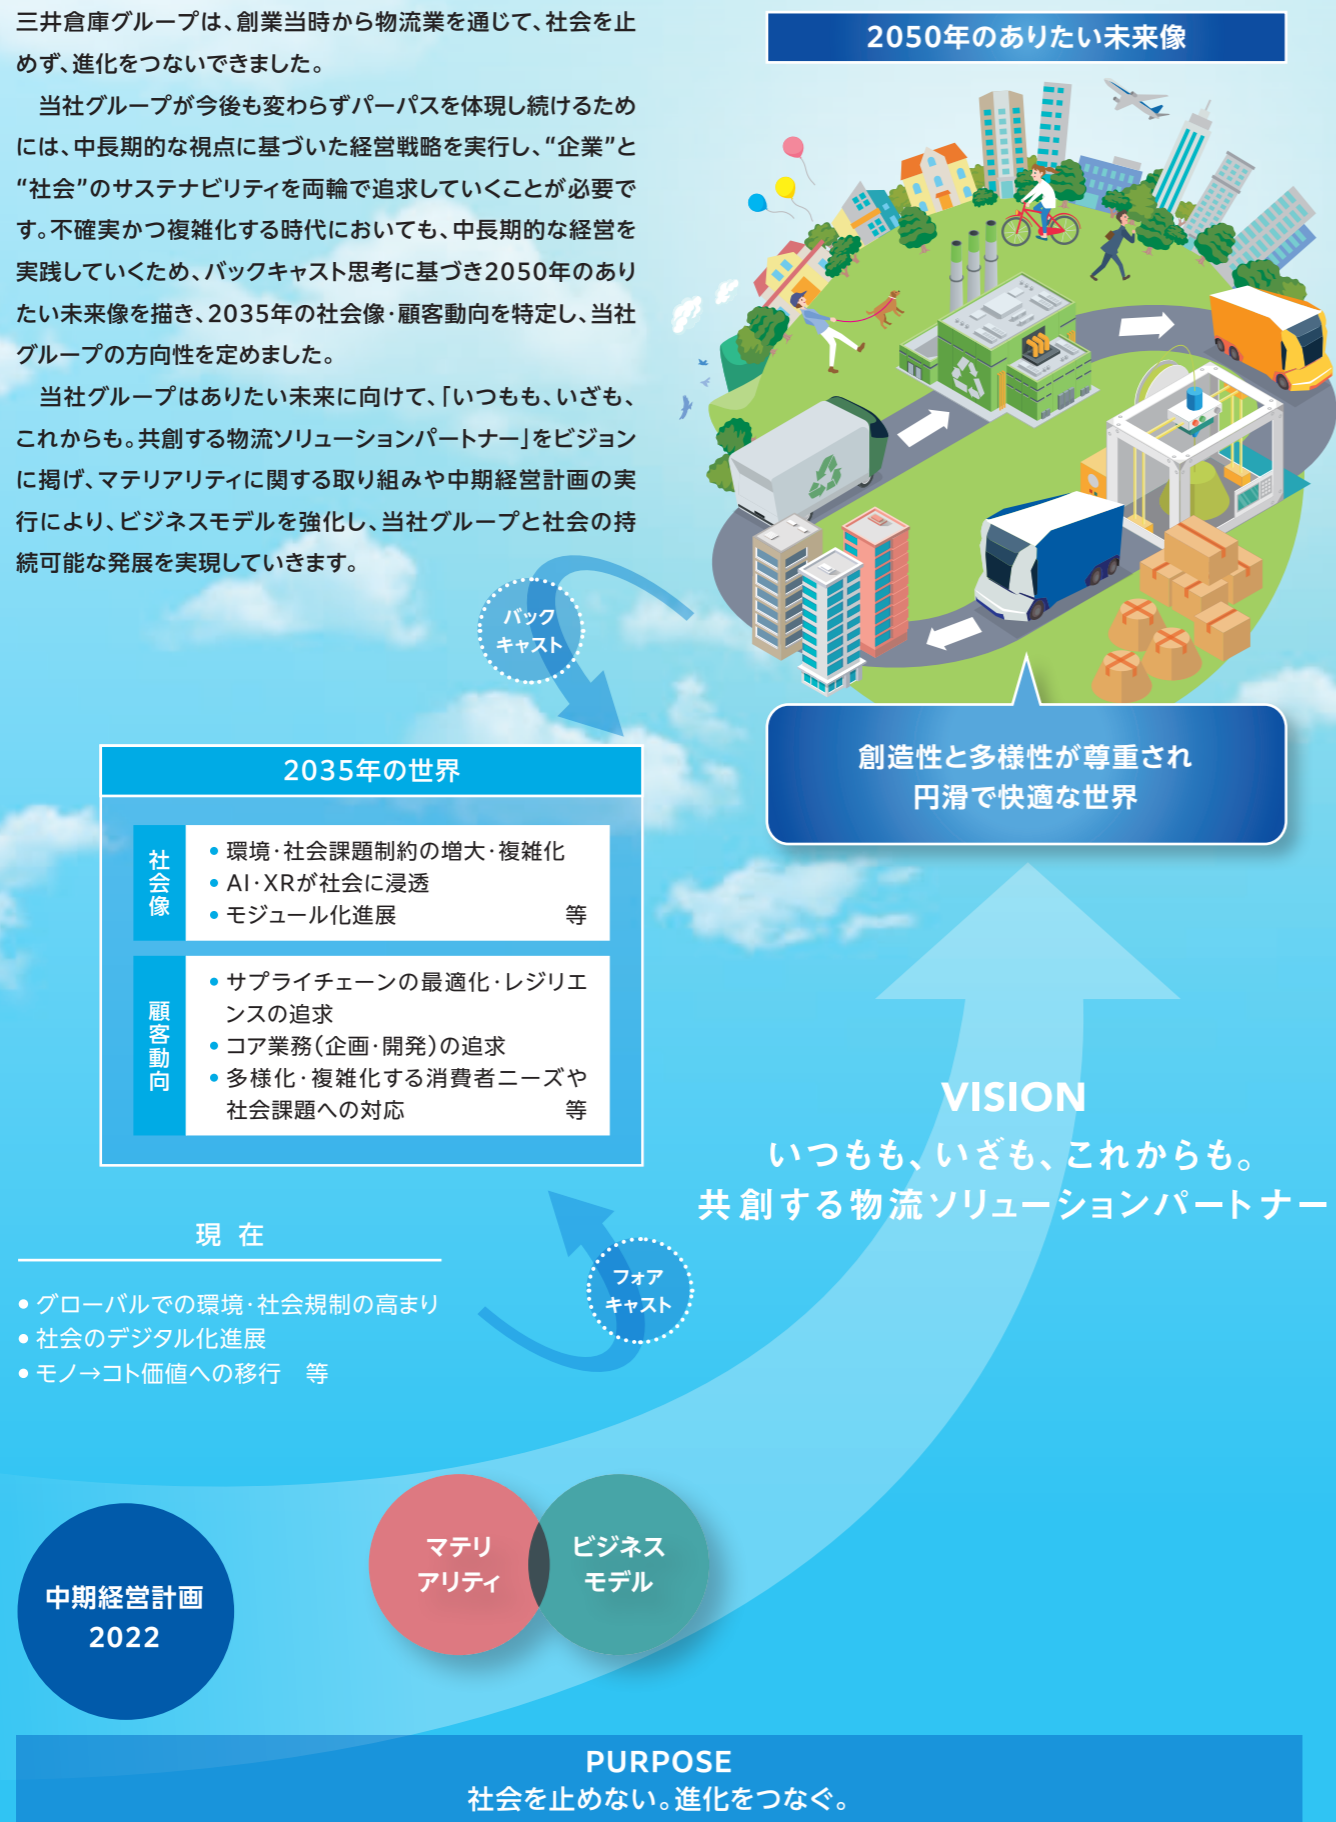 三井倉庫グループは、創業当時から物流業を通じて、社会を止
めず、進化をつないできました。
　当社グループが今後も変わらずパーパスを体現し続けるため
には、中長期的な視点に基づいた経営戦略を実行し、“企業”と
“社会”のサステナビリティを両輪で追求していくことが必要で
す。不確実かつ複雑化する時代においても、中長期的な経営を
実践していくため、バックキャスト思考に基づき2050年のあり
たい未来像を描き、2035年の社会像・顧客動向を特定し、当社
グループの方向性を定めました。
　当社グループはありたい未来に向けて、「いつもも、いざも、
これからも。共創する物流ソリューションパートナー」をビジョン
に掲げ、マテリアリティに関する取り組みや中期経営計画の実
行により、ビジネスモデルを強化し、当社グループと社会の持
続可能な発展を実現していきます。
2050年のありたい未来像
創造性と多様性が尊重され
円滑で快適な世界
バック
キャスト
2035年の世界
社会像
• 環境・社会課題制約の増大・複雑化
• AI・XRが社会に浸透
• モジュール化進展　等
顧客動向
• サプライチェーンの最適化・レジリエ
ンスの追求
• コア業務（企画・開発）の追求
• 多様化・複雑化する消費者ニーズや
社会課題への対応　等
VISION
いつもも、いざも、これからも。
共創する物流ソリューションパートナー
フォア
キャスト
現 在
• グローバルでの環境・社会規制の高まり
• 社会のデジタル化進展
• モノ→コト価値への移行　等
中期経営計画
2022
マテリ
アリティ
ビジネス
モデル
PURPOSE
社会を止めない。進化をつなぐ。